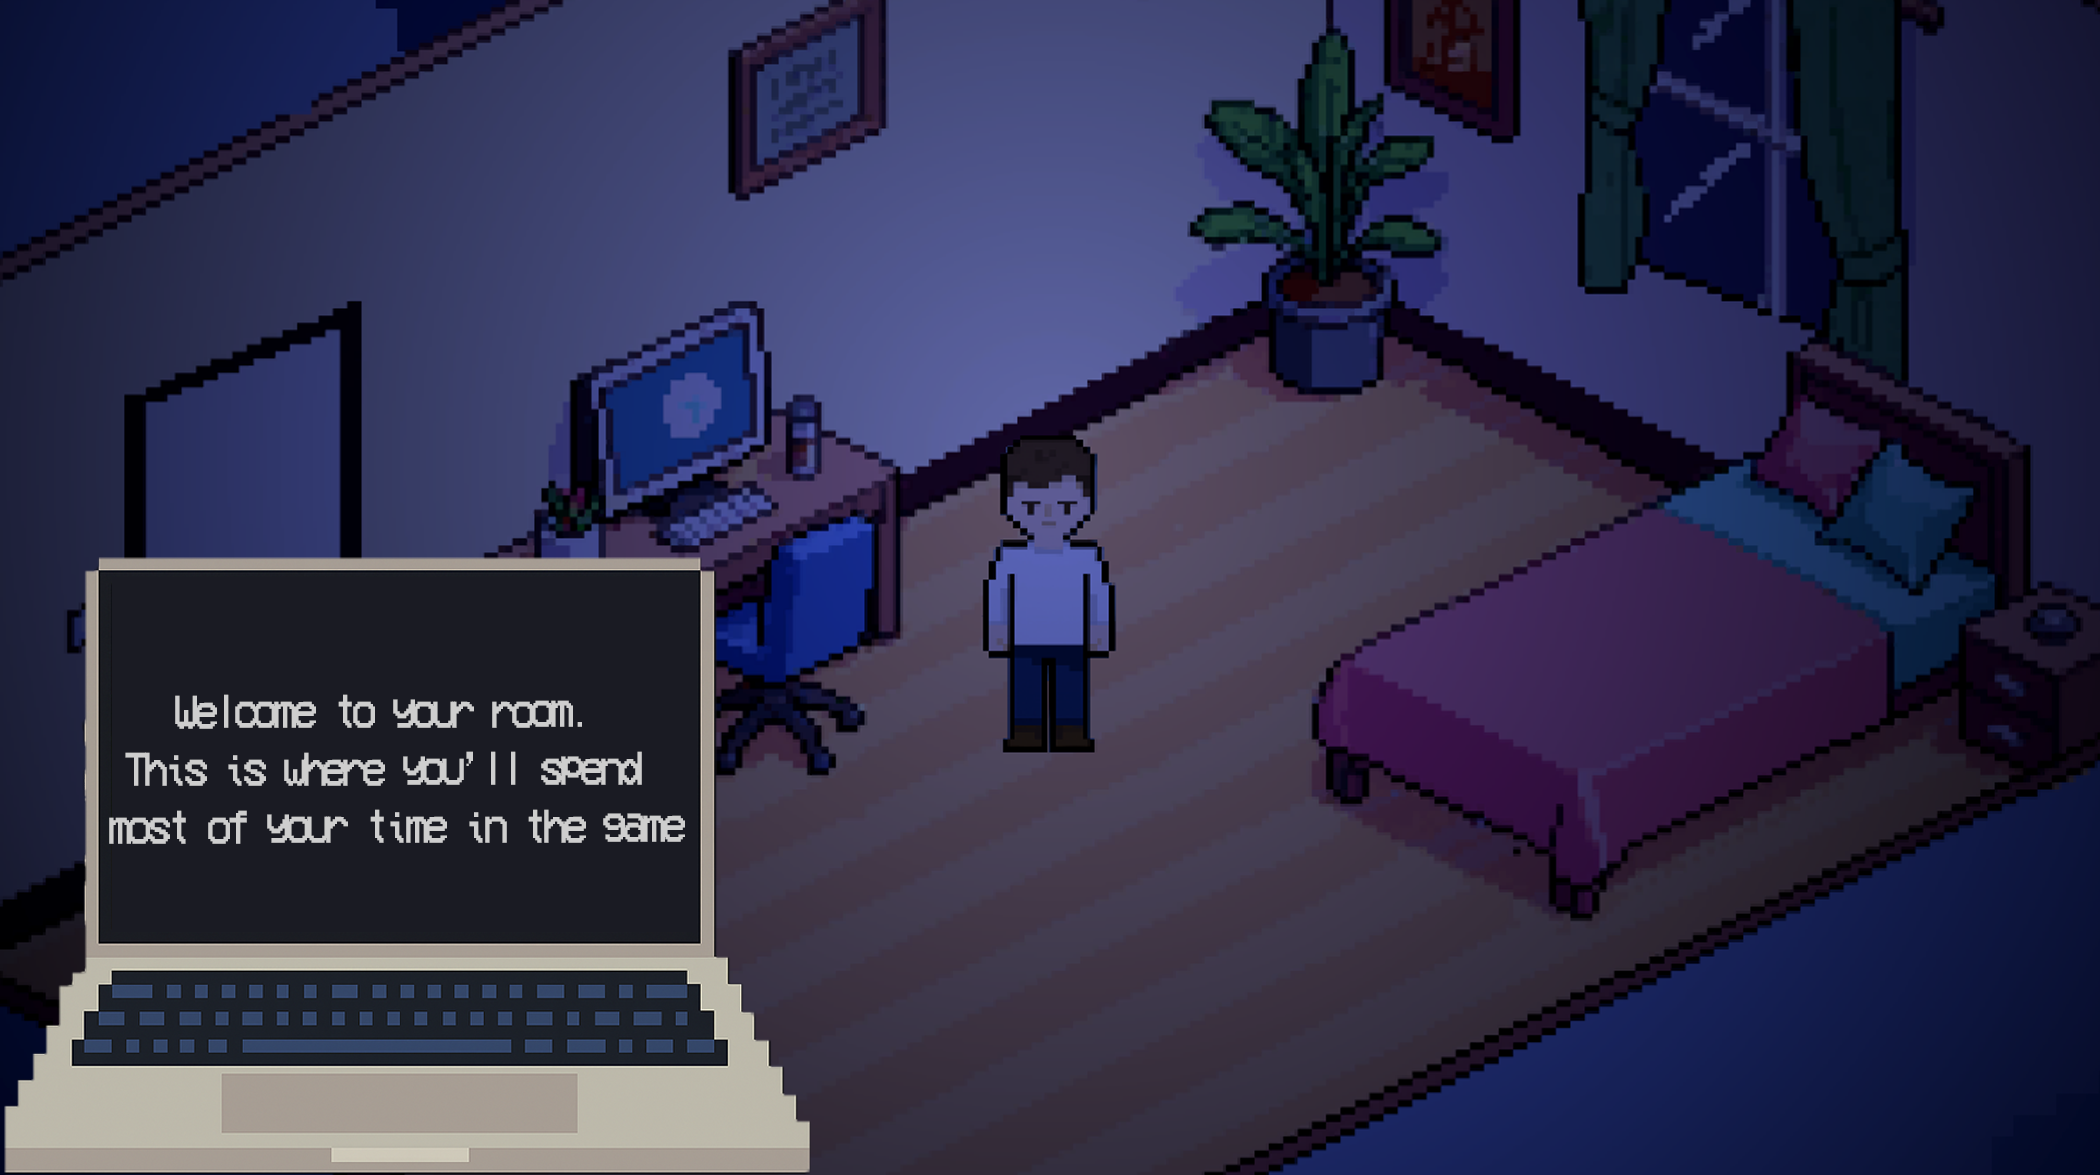 Welcome to your room.
This is where you'll spend
most of your time in the game